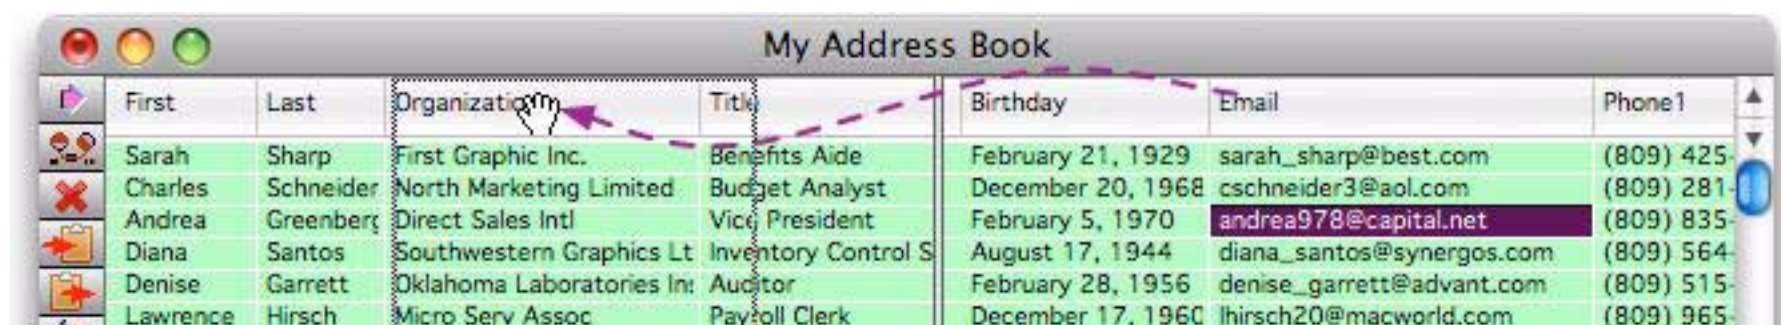 My Address Book
First Last Organization Title Birthday Email Phone1
Sarah Sharp First Graphic Inc. Benefits Aide February 21, 1929 sarah_sharp@best.com (809) 425-
Charles Schneider North Marketing Limited Budget Analyst December 20, 1968 cschneider3@aol.com (809) 281-
Andrea Greenberg Direct Sales Intl Vice President February 5, 1970 andrea978@capital.net (809) 835-
Diana Santos Southwestern Graphics Lt Inventory Control S August 17, 1944 diana_santos@synergos.com (809) 564-
Denise Garrett Oklahoma Laboratories In Auditor February 28, 1956 denise_garrett@advant.com (809) 515-
Lawrence Hirsch Micro Serv Assoc Payroll Clerk December 17, 1960 lhirsch20@macworld.com (809) 965-